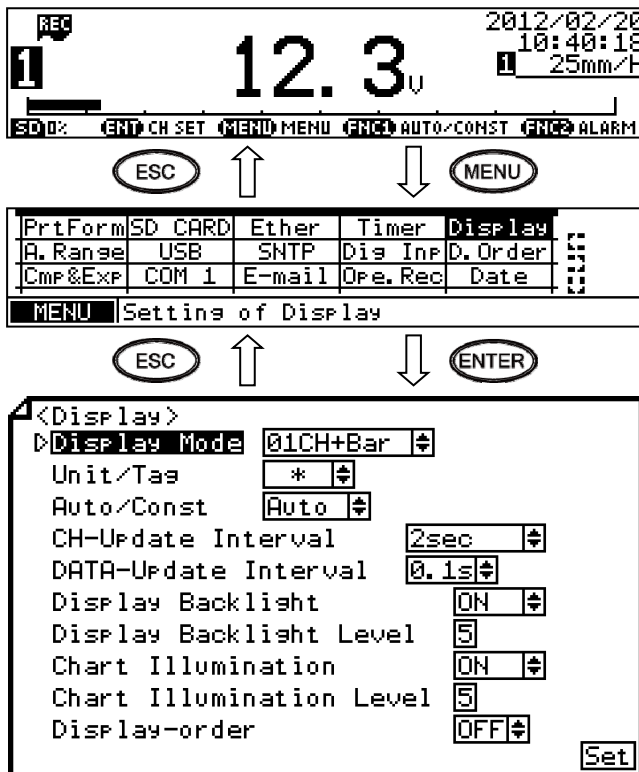 REC
2012/02/20
10:40:18
1 12.3V 1 25mm/H
SD 0% ENT CH SET MENU MENU FNC1 AUTO/CONST FNC2 ALARM
ESC MENU
PrtForm SD CARD Ether Timer Display
A.Range USB SNTP Dig Inp D.Order
Cmp&Exp COM 1 E-mail Ope.Rec Date
MENU Setting of Display
ESC ENTER
<Display>
Display Mode 01CH+Bar
Unit/Tag *
Auto/Const Auto
CH-Update Interval 2sec
DATA-Update Interval 0.1s
Display Backlight ON
Display Backlight Level 5
Chart Illumination ON
Chart Illumination Level 5
Display-order OFF
Set